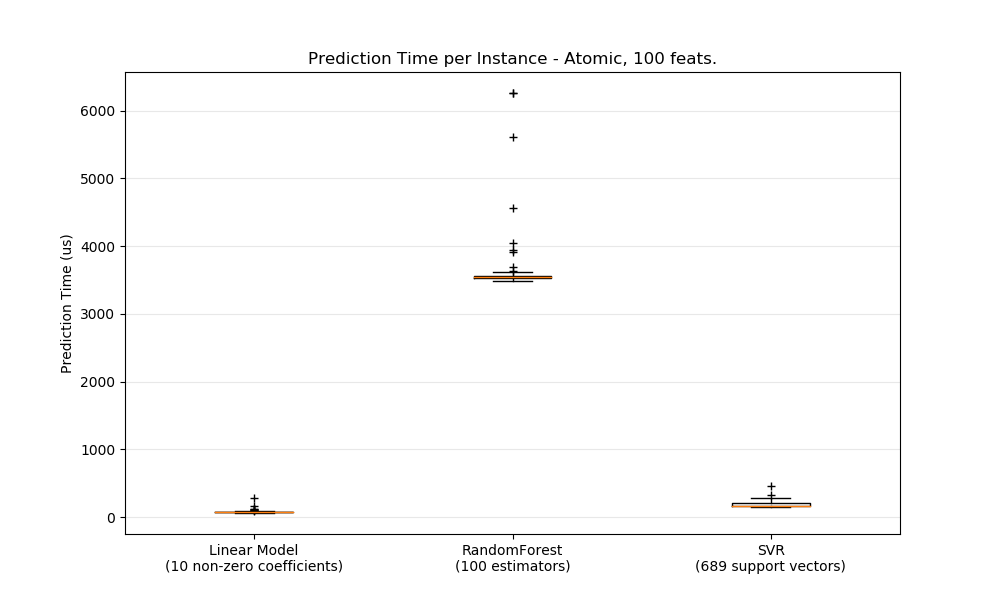 Prediction Time per Instance - Atomic, 100 feats.
Prediction Time (us)
6000
5000
4000
3000
2000
1000
0
Linear Model
(10 non-zero coefficients)
RandomForest
(100 estimators)
SVR
(689 support vectors)